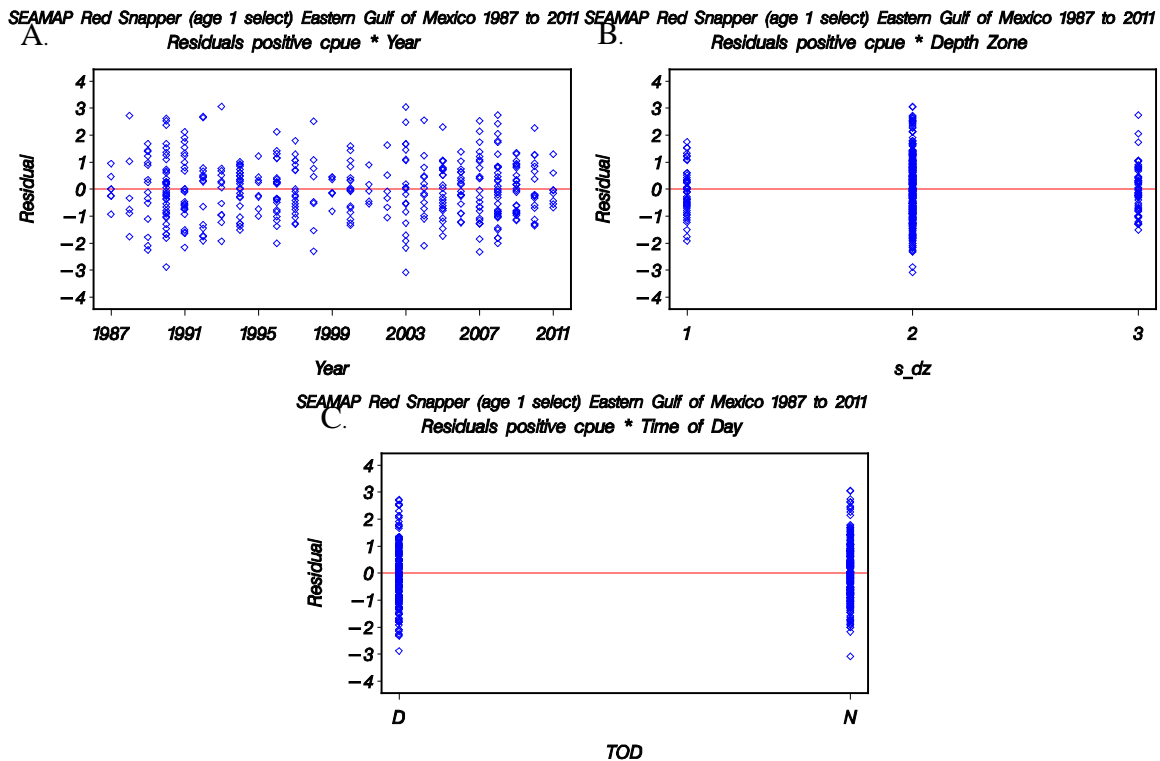 SEAMAP Red Snapper (age 1 select) Eastern Gulf of Mexico 1987 to 2011
A.
Residuals positive cpue * Year
4
3
2
1
0
−1
−2
−3
−4
Residual
1987 1991 1995 1999 2003 2007 2011
Year
SEAMAP Red Snapper (age 1 select) Eastern Gulf of Mexico 1987 to 2011
B.
Residuals positive cpue * Depth Zone
4
3
2
1
0
−1
−2
−3
−4
Residual
1 2 3
s_dz
SEAMAP Red Snapper (age 1 select) Eastern Gulf of Mexico 1987 to 2011
C.
Residuals positive cpue * Time of Day
4
3
2
1
0
−1
−2
−3
−4
Residual
D N
TOD